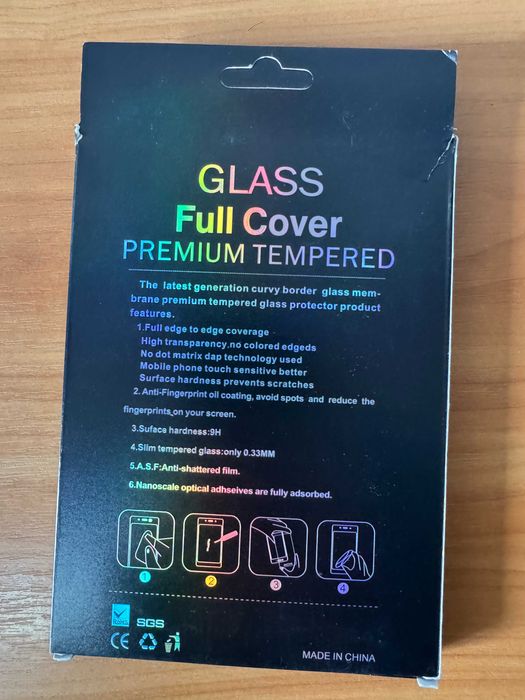 GLASS
Full Cover
PREMIUM TEMPERED
The latest generation curvy border glass mem-
brane premium tempered glass protector product
features.
1.Full edge to edge coverage
High transparency,no colored edgeds
No dot matrix dap technology used
Mobile phone touch sensitive better
Surface hardness prevents scratches
2. Anti-Fingerprint oil coating, avoid spots and reduce the
fingerprints on your screen.
3.Suface hardness:9H
4.Slim tempered glass:only 0.33MM
5.A.S.F:Anti-shattered film.
6.Nanoscale optical adhseives are fully adsorbed.
1 2 3 4
RoHS SGS
CE
MADE IN CHINA